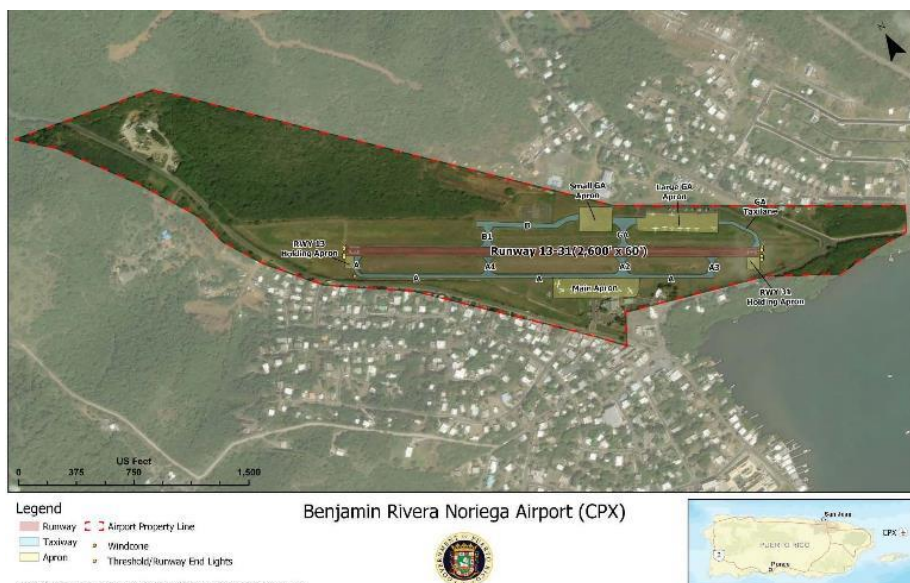 N
Small GA
Apron
Large GA
Apron
GA
Taxilane
B
B1
GA
RWY 13
Holding Apron
Runway 13-31(2,600' x 60')
A
A1
A2
A3
A
A
A
Main Apron
RWY 31
Holding Apron
US Feet
0 375 750 1,500
Legend
Runway
Airport Property Line
Taxiway
Windcone
Apron
Threshold/Runway End Lights
Benjamin Rivera Noriega Airport (CPX)
San Juan
CPX
PUERTO RICO
2
Ponce